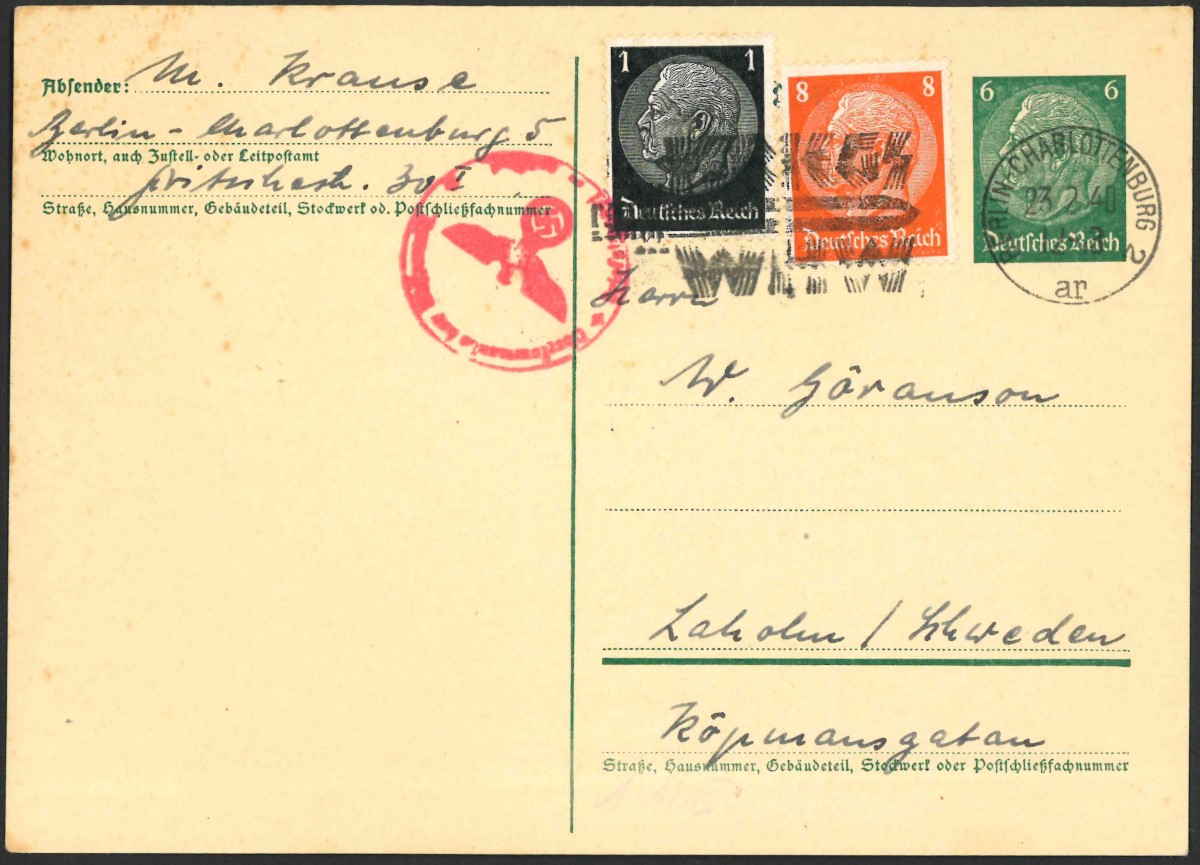 Absender: M. Krause
Berlin-Charlottenburg 5
Wohnort, auch Zustell- oder Leitpostamt
Fritschestr. 30 I
Straße, Hausnummer, Gebäudeteil, Stockwerk od. Postschließfachnummer
1 1
Deutsches Reich
8 8
Deutsches Reich
6 6
Deutsches Reich
BERLIN-CHARLOTTENBURG 2
23.2.40
ar
Herrn
W. Göranson
Laholm / Schweden
Köpmansgatan
Straße, Hausnummer, Gebäudeteil, Stockwerk oder Postschließfachnummer